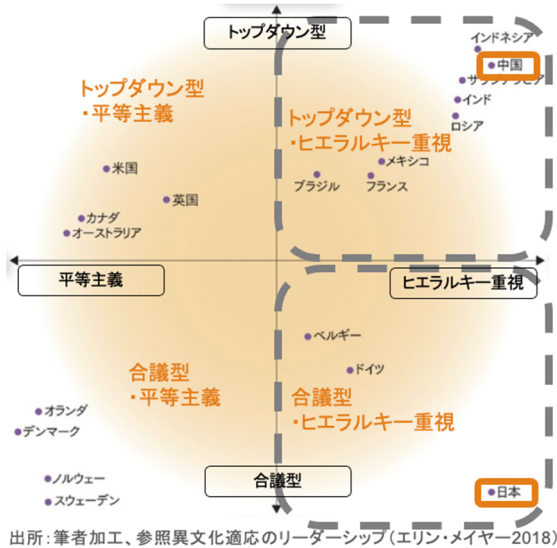 トップダウン型
インドネシア
中国
サウジアラビア
インド
ロシア
トップダウン型
・平等主義
トップダウン型
・ヒエラルキー重視
メキシコ
ブラジル
フランス
米国
英国
カナダ
オーストラリア
平等主義
ヒエラルキー重視
ベルギー
ドイツ
合議型
・平等主義
合議型
・ヒエラルキー重視
オランダ
デンマーク
ノルウェー
スウェーデン
合議型
日本
出所：筆者加工、参照異文化適応のリーダーシップ（エリン・メイヤー2018）